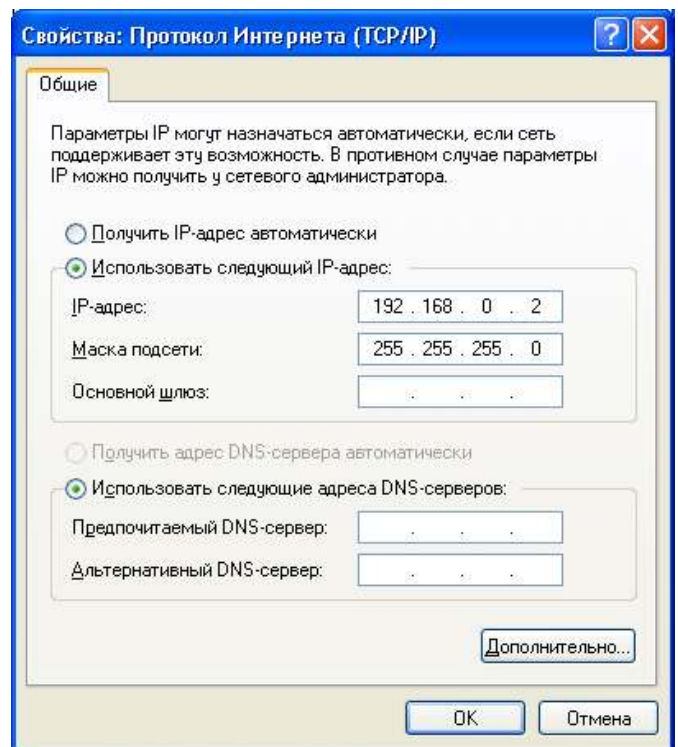 Свойства: Протокол Интернета (TCP/IP)
Общие
Параметры IP могут назначаться автоматически, если сеть
поддерживает эту возможность. В противном случае параметры
IP можно получить у сетевого администратора.
Получить IP-адрес автоматически
Использовать следующий IP-адрес:
IP-адрес: 192 . 168 . 0 . 2
Маска подсети: 255 . 255 . 255 . 0
Основной шлюз: . . .
Получить адрес DNS-сервера автоматически
Использовать следующие адреса DNS-серверов:
Предпочитаемый DNS-сервер: . . .
Альтернативный DNS-сервер: . . .
Дополнительно...
OK Отмена